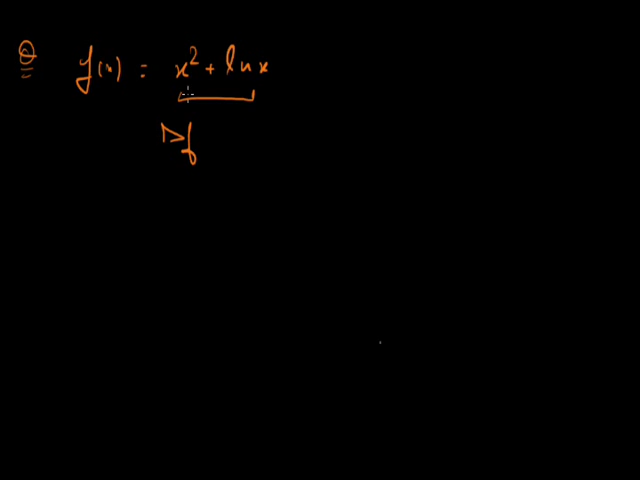 Q f(x) = x² + ln x
Df